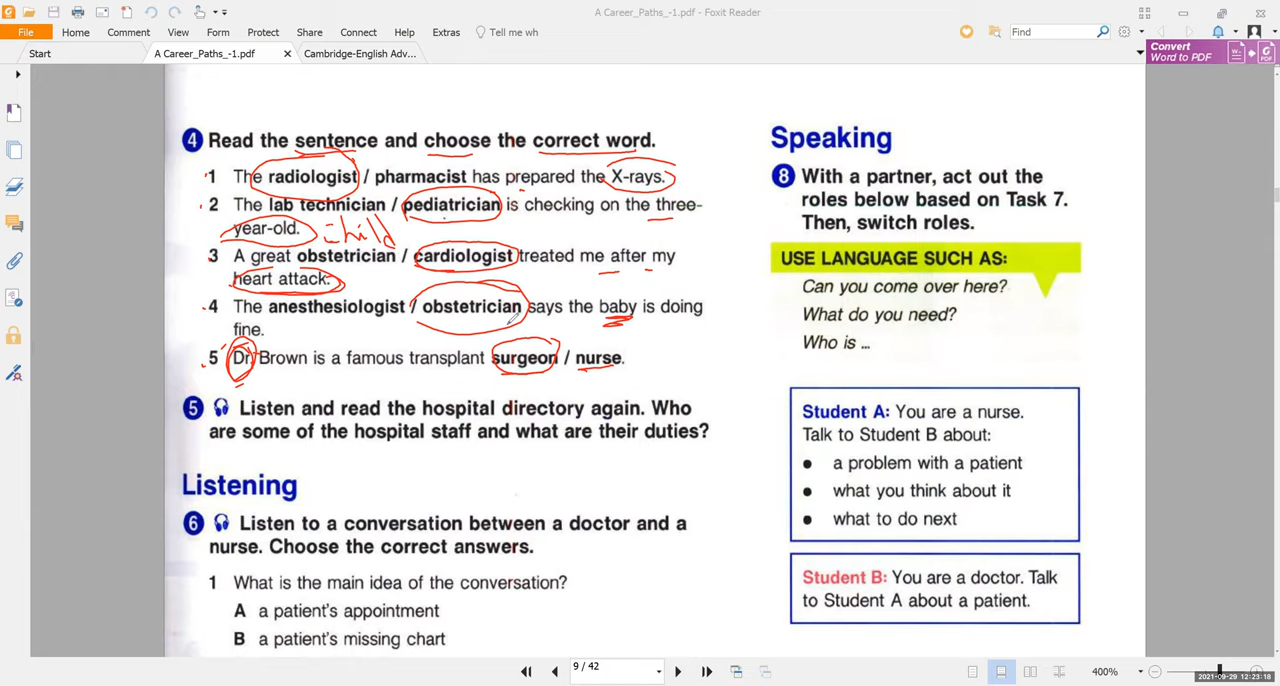 A Career_Paths_-1.pdf - Foxit Reader
File Home Comment View Form Protect Share Connect Help Extras Tell me wh Find
Start A Career_Paths_-1.pdf Cambridge-English Adv...
Convert
Word to PDF
4 Read the sentence and choose the correct word.
1 The radiologist / pharmacist has prepared the X-rays.
2 The lab technician / pediatrician is checking on the three-
year-old. child
3 A great obstetrician / cardiologist treated me after my
heart attack.
4 The anesthesiologist / obstetrician says the baby is doing
fine.
5 Dr. Brown is a famous transplant surgeon / nurse.
5 Listen and read the hospital directory again. Who
are some of the hospital staff and what are their duties?
Listening
6 Listen to a conversation between a doctor and a
nurse. Choose the correct answers.
1 What is the main idea of the conversation?
A a patient's appointment
B a patient's missing chart
Speaking
8 With a partner, act out the
roles below based on Task 7.
Then, switch roles.
USE LANGUAGE SUCH AS:
Can you come over here?
What do you need?
Who is ...
Student A: You are a nurse.
Talk to Student B about:
• a problem with a patient
• what you think about it
• what to do next
Student B: You are a doctor. Talk
to Student A about a patient.
9 / 42
400%
2021-09-29 12:23:18